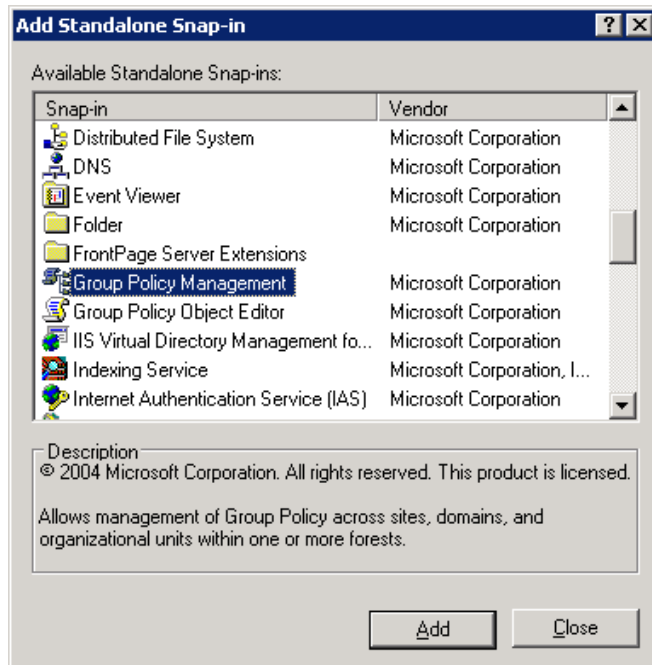 Add Standalone Snap-in
Available Standalone Snap-ins:
Snap-in Vendor
Distributed File System Microsoft Corporation
DNS Microsoft Corporation
Event Viewer Microsoft Corporation
Folder Microsoft Corporation
FrontPage Server Extensions
Group Policy Management Microsoft Corporation
Group Policy Object Editor Microsoft Corporation
IIS Virtual Directory Management fo... Microsoft Corporation
Indexing Service Microsoft Corporation, I...
Internet Authentication Service (IAS) Microsoft Corporation
Description
© 2004 Microsoft Corporation. All rights reserved. This product is licensed.
Allows management of Group Policy across sites, domains, and
organizational units within one or more forests.
Add Close